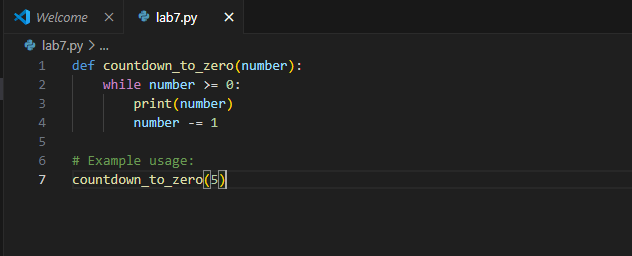 Welcome
lab7.py
lab7.py > ...
1 def countdown_to_zero(number):
2     while number >= 0:
3         print(number)
4         number -= 1
5
6 # Example usage:
7 countdown_to_zero(5)